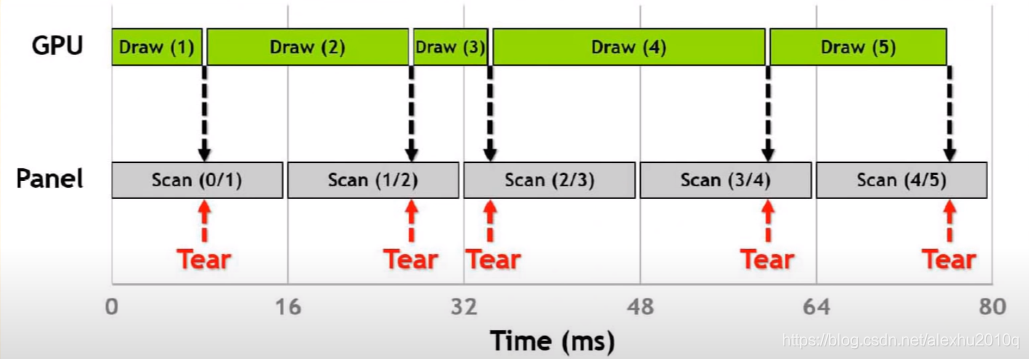 GPU
Draw (1) Draw (2) Draw (3) Draw (4) Draw (5)
Panel
Scan (0/1) Scan (1/2) Scan (2/3) Scan (3/4) Scan (4/5)
Tear Tear Tear Tear Tear
0 16 32 48 64 80
Time (ms)
https://blog.csdn.net/alexhu2010q